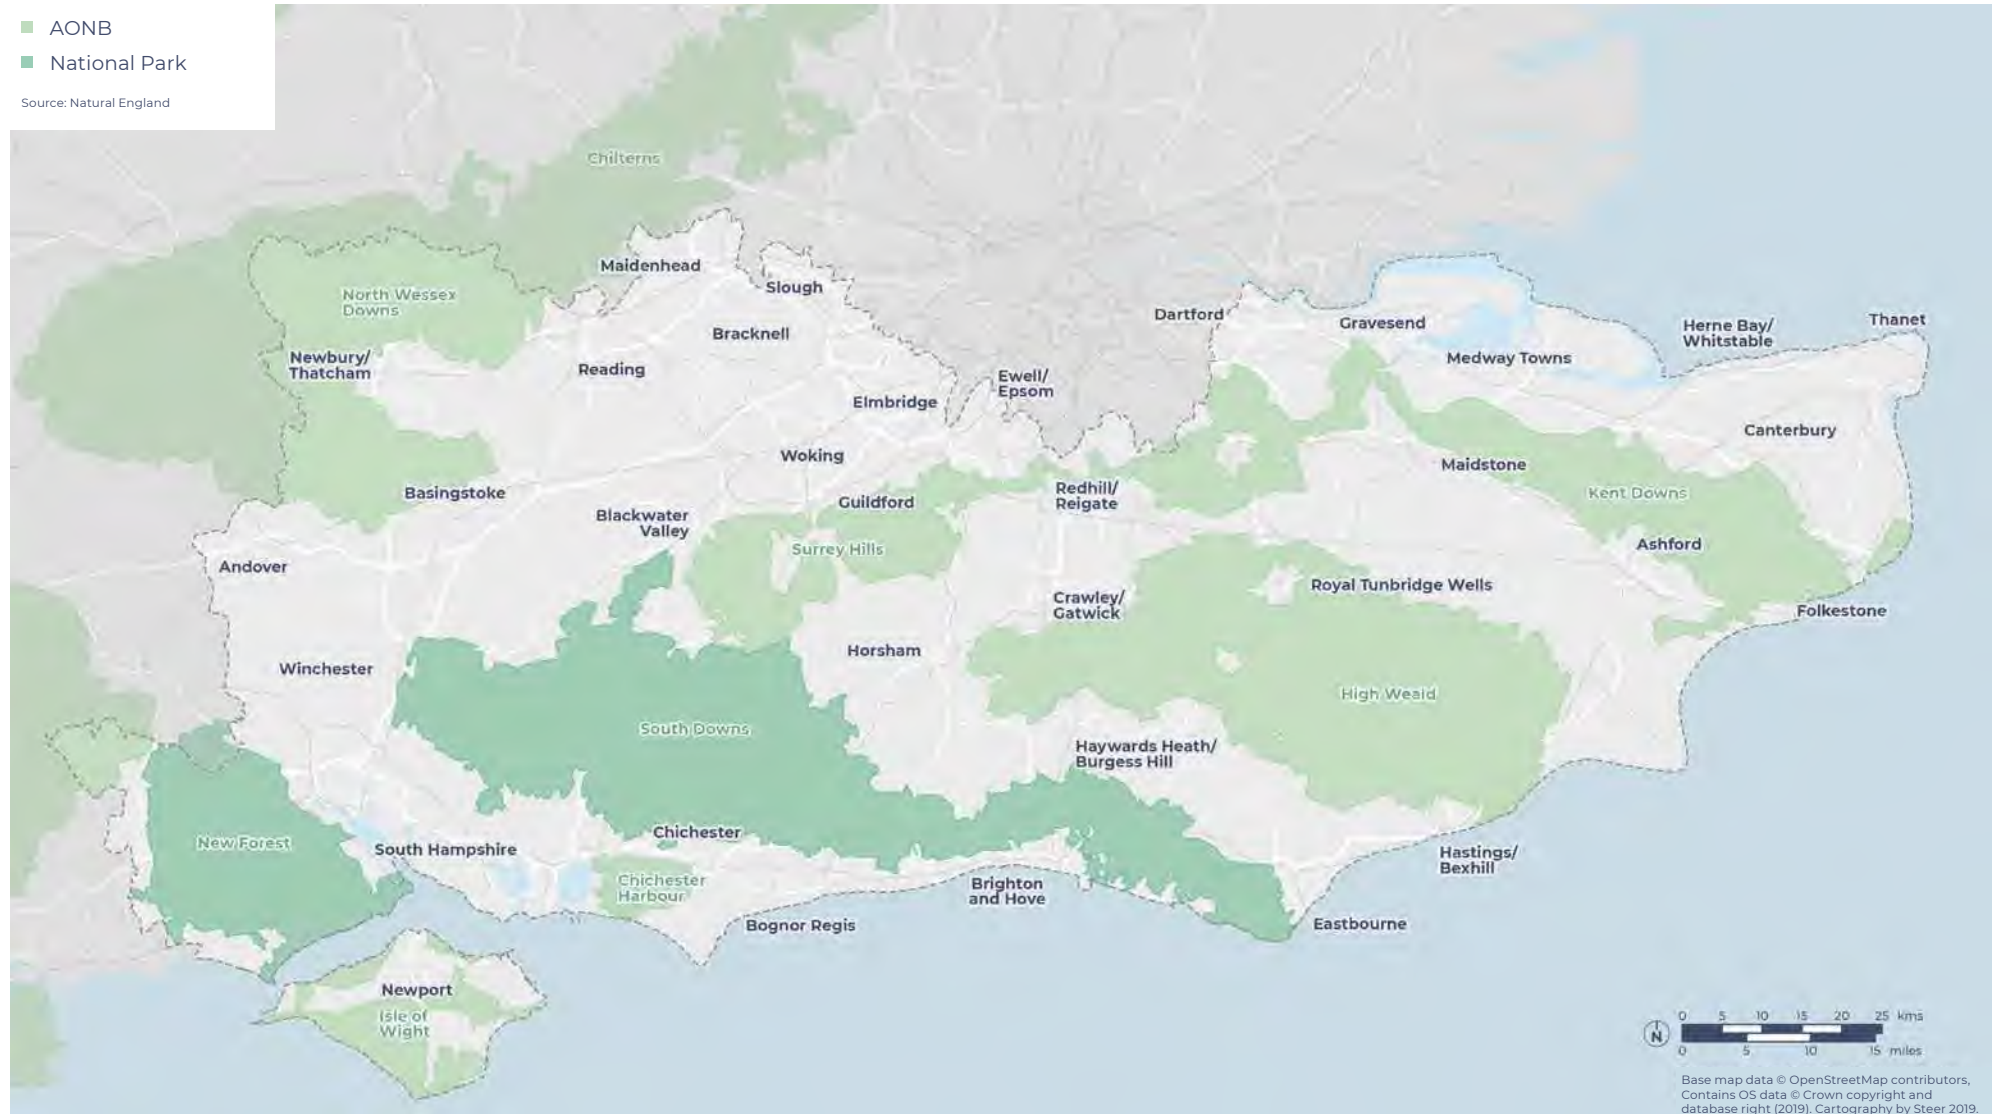 AONB
National Park
Source: Natural England
Chilterns
Maidenhead
Slough
North Wessex
Downs
Dartford
Gravesend
Herne Bay/
Whitstable
Thanet
Bracknell
Newbury/
Thatcham
Reading
Medway Towns
Ewell/
Epsom
Elmbridge
Canterbury
Woking
Maidstone
Basingstoke
Guildford
Redhill/
Reigate
Kent Downs
Blackwater
Valley
Surrey Hills
Ashford
Andover
Royal Tunbridge Wells
Crawley/
Gatwick
Folkestone
Horsham
Winchester
High Weald
South Downs
Haywards Heath/
Burgess Hill
New Forest
Chichester
South Hampshire
Hastings/
Bexhill
Chichester
Harbour
Brighton
and Hove
Bognor Regis
Eastbourne
Newport
Isle of
Wight
0 5 10 15 20 25 kms
N
0 5 10 15 miles
Base map data © OpenStreetMap contributors,
Contains OS data © Crown copyright and
database right (2019). Cartography by Steer 2019.